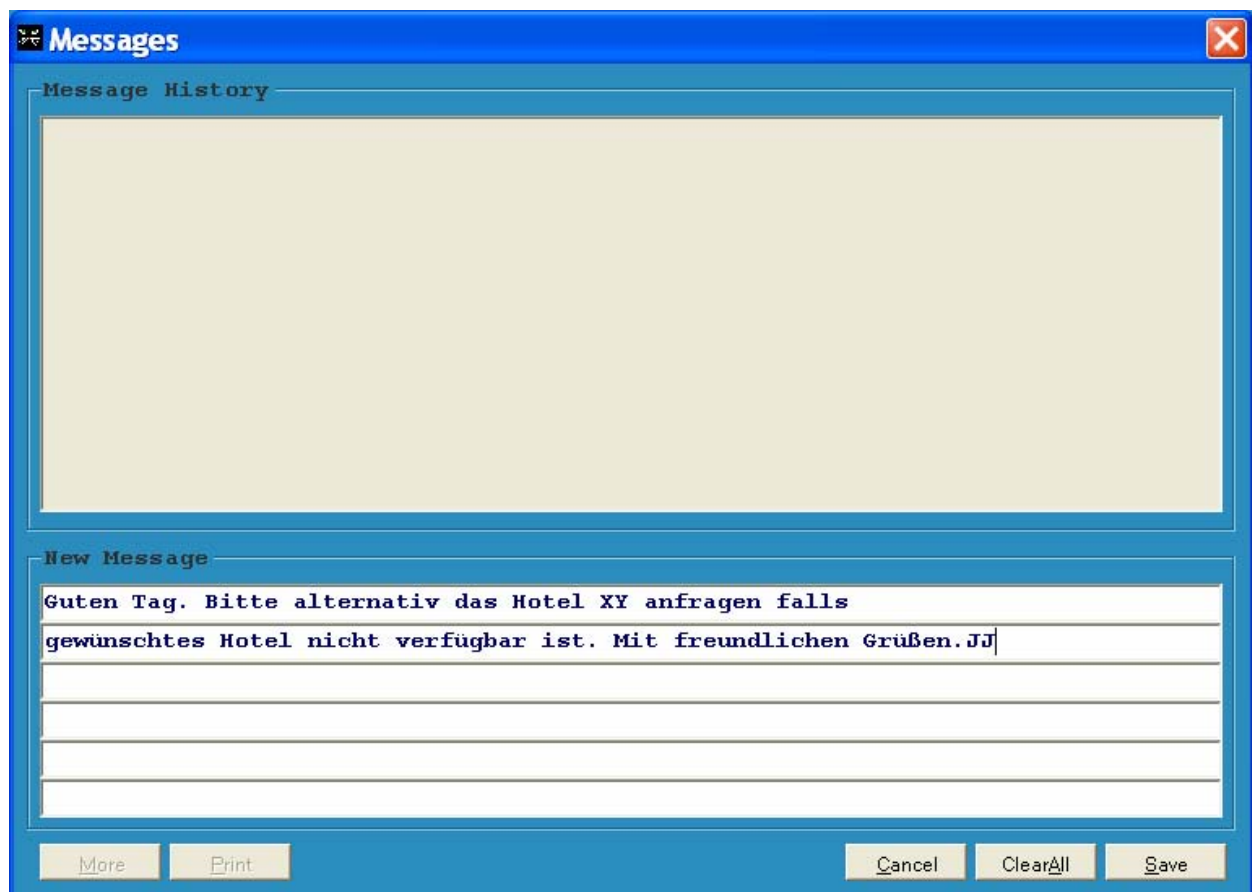 Messages
Message History
New Message
Guten Tag. Bitte alternativ das Hotel XY anfragen falls
gewünschtes Hotel nicht verfügbar ist. Mit freundlichen Grüßen.JJ
More Print Cancel ClearAll Save